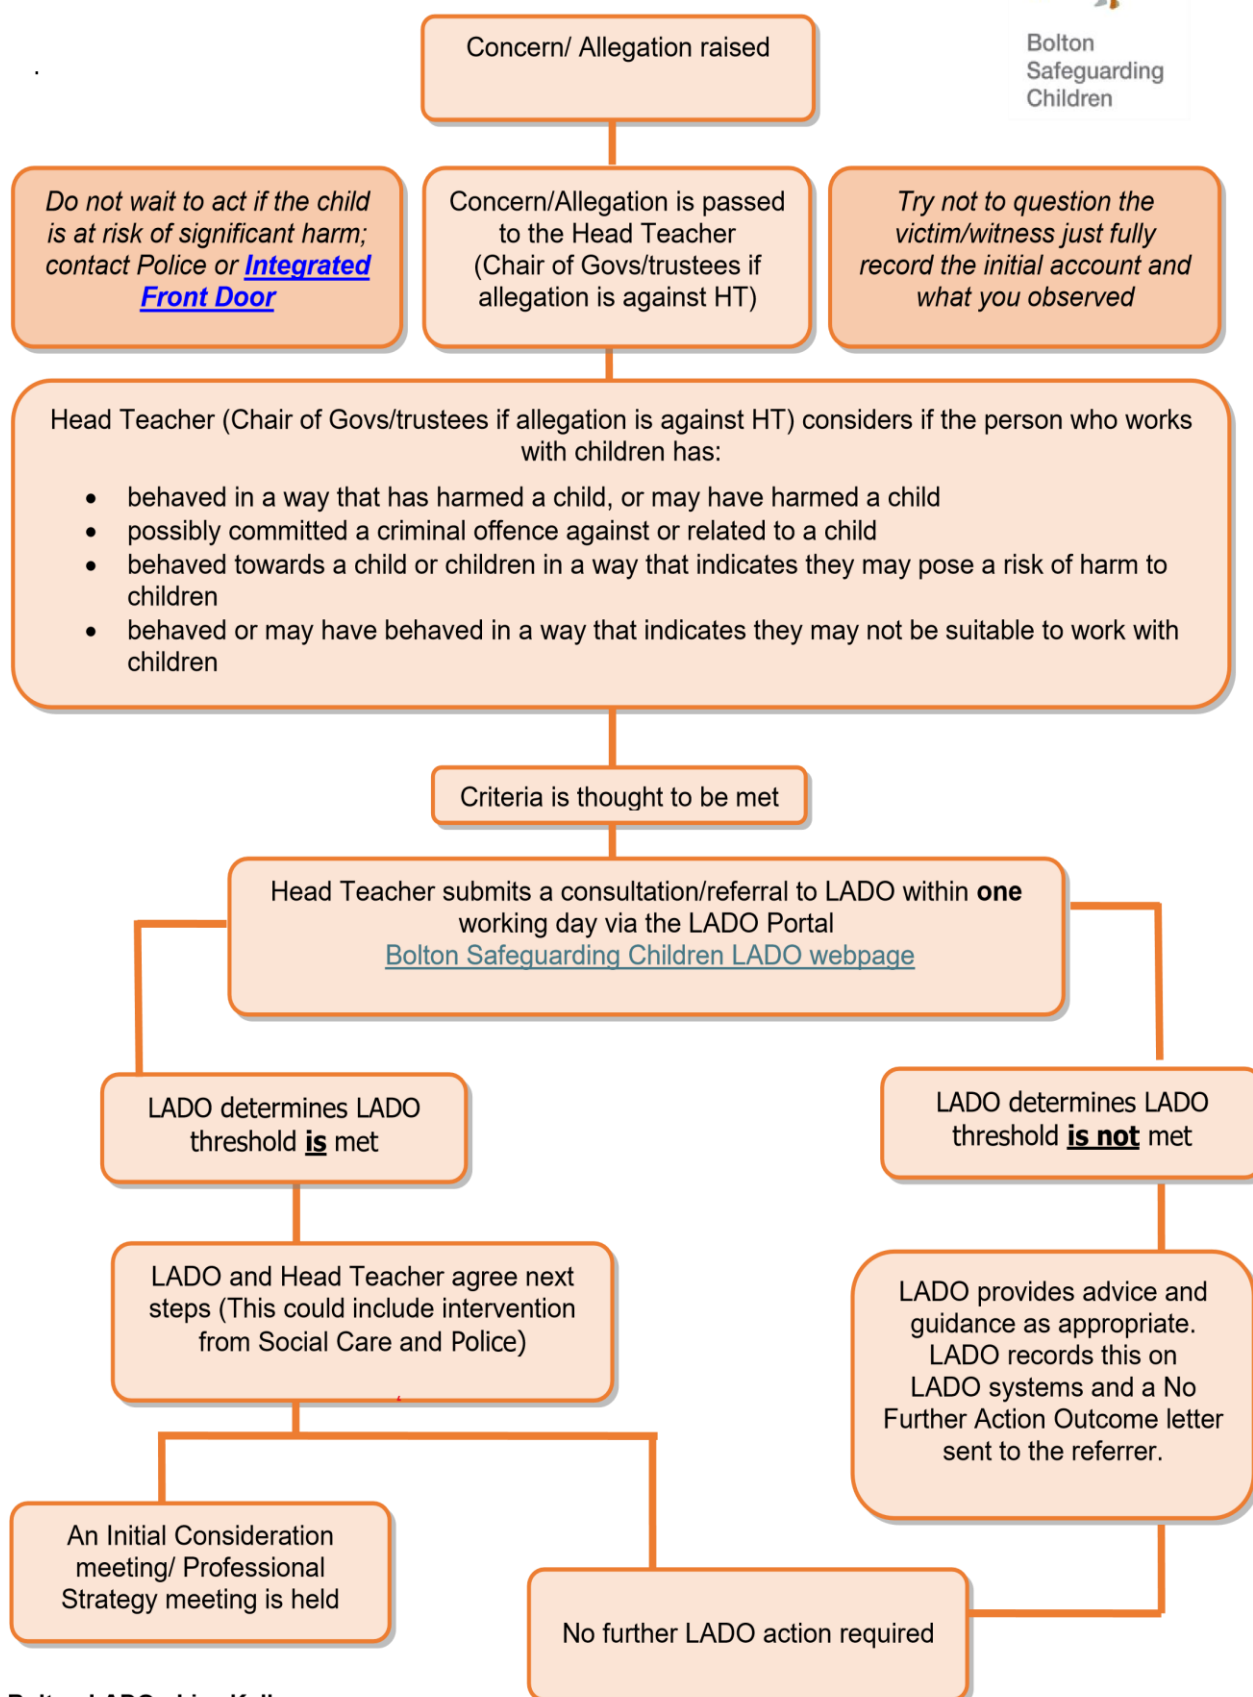 Concern/ Allegation raised
Bolton
Safeguarding
Children
.
Do not wait to act if the child
is at risk of significant harm;
contact Police or Integrated
Front Door
Concern/Allegation is passed
to the Head Teacher
(Chair of Govs/trustees if
allegation is against HT)
Try not to question the
victim/witness just fully
record the initial account and
what you observed
Head Teacher (Chair of Govs/trustees if allegation is against HT) considers if the person who works
with children has:
• behaved in a way that has harmed a child, or may have harmed a child
• possibly committed a criminal offence against or related to a child
• behaved towards a child or children in a way that indicates they may pose a risk of harm to
children
• behaved or may have behaved in a way that indicates they may not be suitable to work with
children
Criteria is thought to be met
Head Teacher submits a consultation/referral to LADO within one
working day via the LADO Portal
Bolton Safeguarding Children LADO webpage
LADO determines LADO
threshold is met
LADO determines LADO
threshold is not met
LADO and Head Teacher agree next
steps (This could include intervention
from Social Care and Police)
LADO provides advice and
guidance as appropriate.
LADO records this on
LADO systems and a No
Further Action Outcome letter
sent to the referrer.
An Initial Consideration
meeting/ Professional
Strategy meeting is held
No further LADO action required